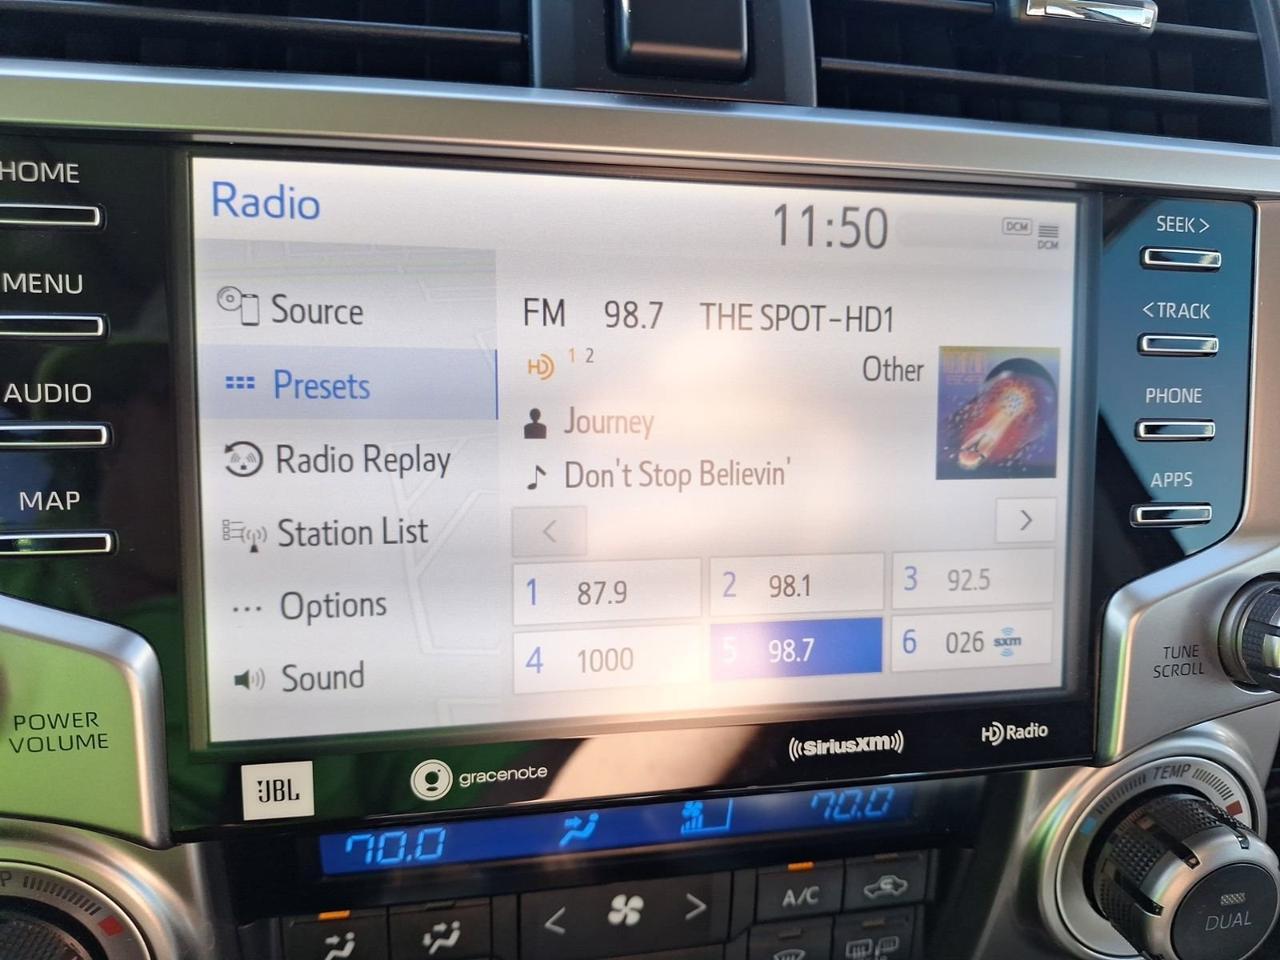 HOME
MENU
AUDIO
MAP
POWER
VOLUME
Radio
11:50
DCM
DCM
Source
Presets
Radio Replay
Station List
Options
Sound
FM 98.7 THE SPOT-HD1
HD 1 2
Other
Journey
Don't Stop Believin'
<
>
1 87.9
2 98.1
3 92.5
4 1000
5 98.7
6 026 sxm
SEEK >
< TRACK
PHONE
APPS
TUNE
SCROLL
JBL
gracenote
SiriusXM
HD Radio
70.0
70.0
TEMP
A/C
DUAL